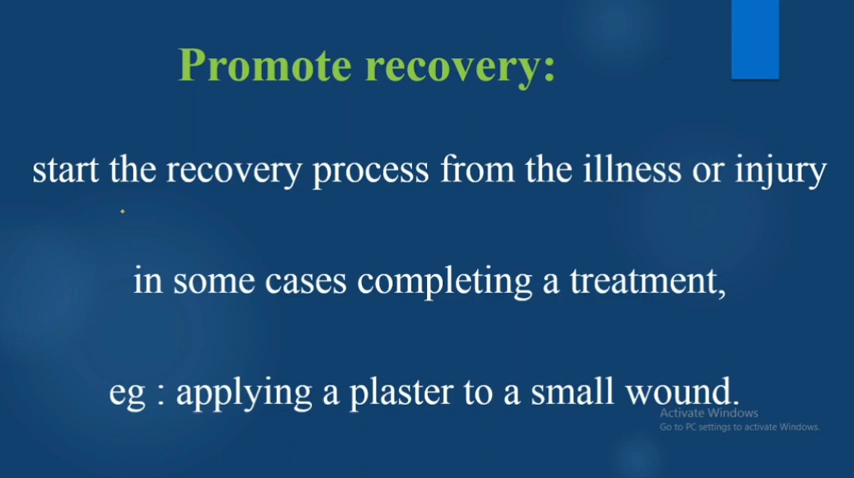 Promote recovery:
start the recovery process from the illness or injury
in some cases completing a treatment,
eg : applying a plaster to a small wound.
Activate Windows
Go to PC settings to activate Windows.